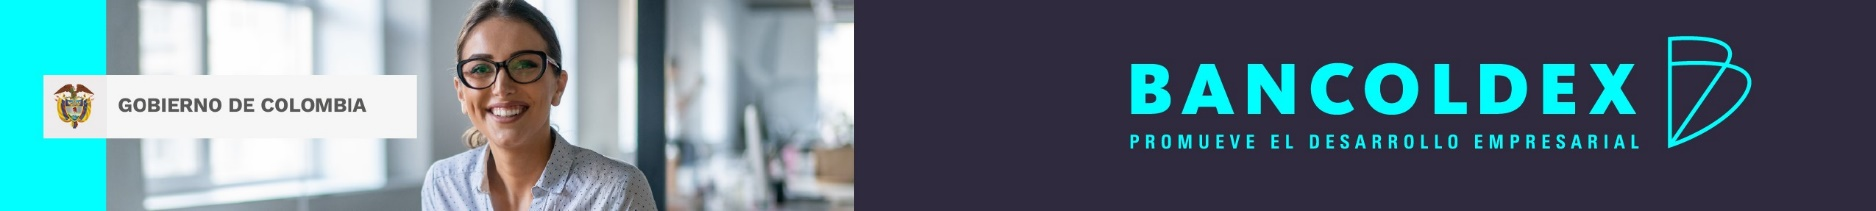 GOBIERNO DE COLOMBIA
BANCOLDEX
PROMUEVE EL DESARROLLO EMPRESARIAL